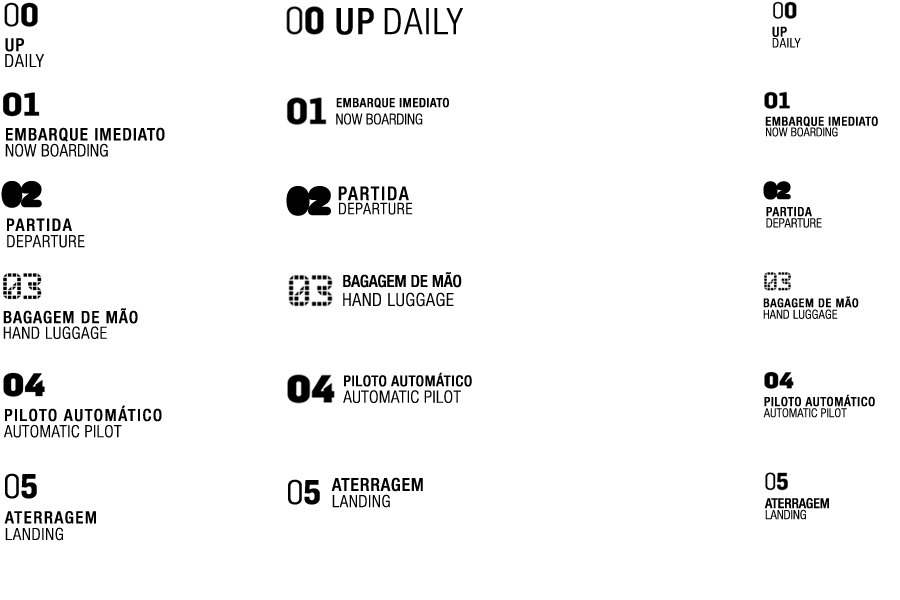 00
UP
DAILY
00 UP DAILY
00
UP
DAILY
01
EMBARQUE IMEDIATO
NOW BOARDING
01 EMBARQUE IMEDIATO
NOW BOARDING
01
EMBARQUE IMEDIATO
NOW BOARDING
02
PARTIDA
DEPARTURE
02 PARTIDA
DEPARTURE
02
PARTIDA
DEPARTURE
03
BAGAGEM DE MÃO
HAND LUGGAGE
03 BAGAGEM DE MÃO
HAND LUGGAGE
03
BAGAGEM DE MÃO
HAND LUGGAGE
04
PILOTO AUTOMÁTICO
AUTOMATIC PILOT
04 PILOTO AUTOMÁTICO
AUTOMATIC PILOT
04
PILOTO AUTOMÁTICO
AUTOMATIC PILOT
05
ATERRAGEM
LANDING
05 ATERRAGEM
LANDING
05
ATERRAGEM
LANDING